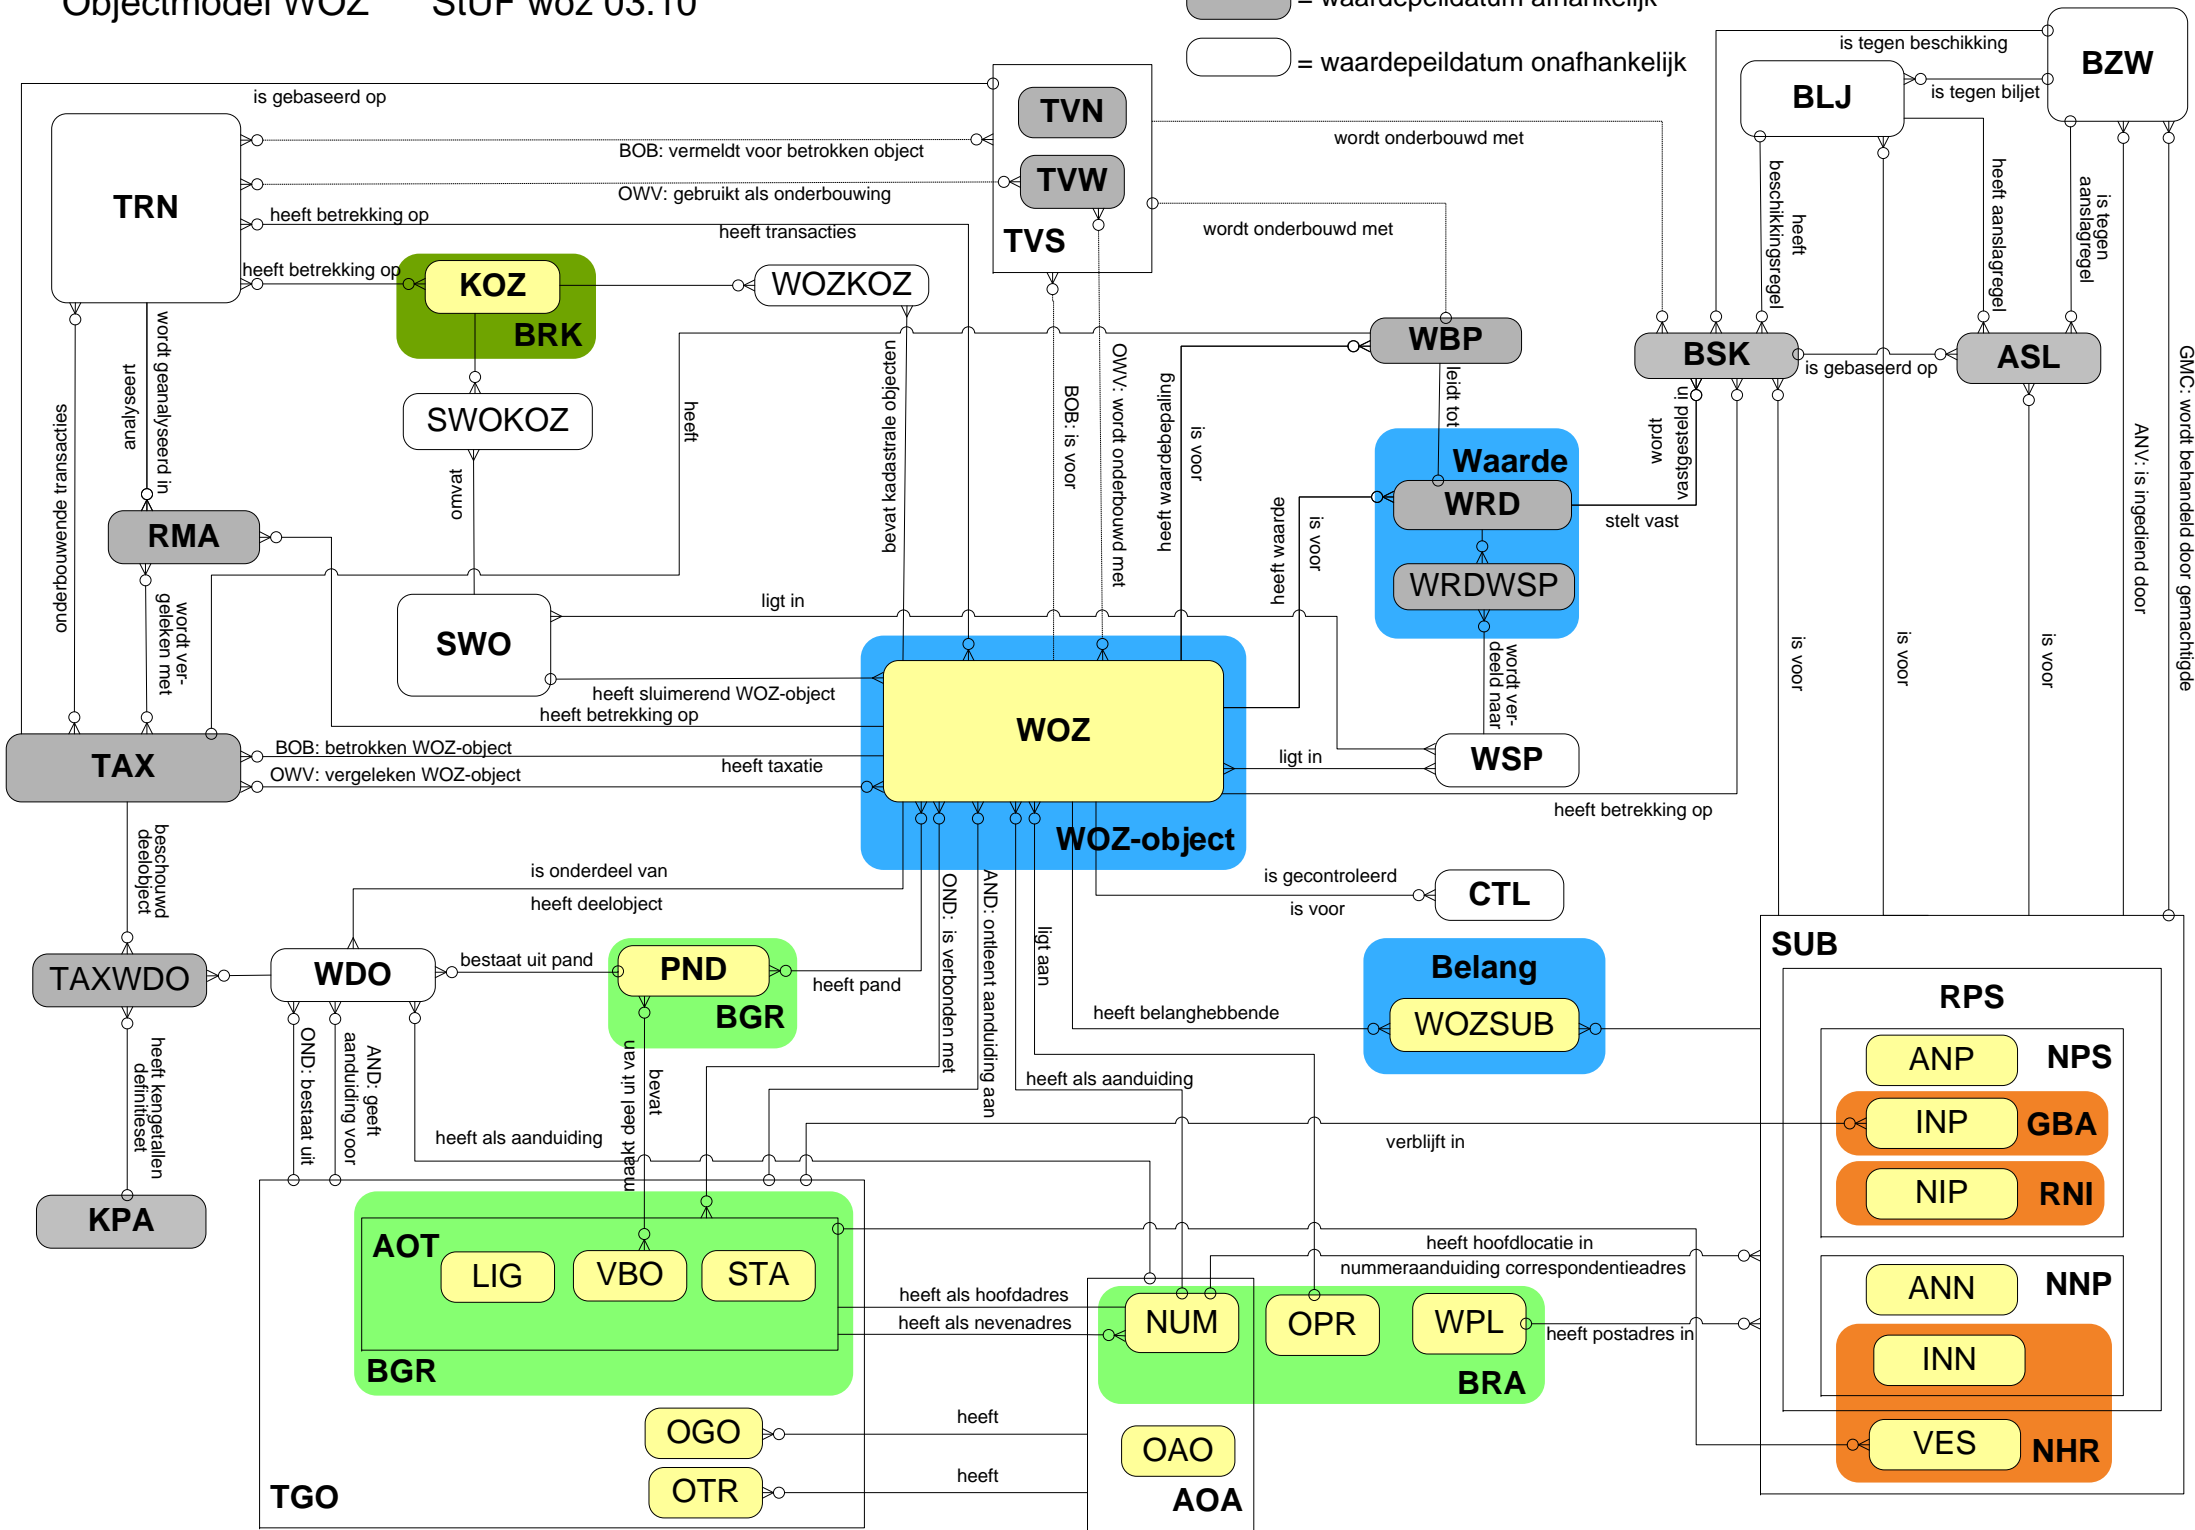 Objectmodel WOZ StUF woz 03.10
= waardepeildatum afhankelijk
= waardepeildatum onafhankelijk
is tegen beschikking
BZW
BLJ
is tegen biljet
is gebaseerd op
TVN
TRN
BOB: vermeldt voor betrokken object
wordt onderbouwd met
TVW
OWV: gebruikt als onderbouwing
heeft betrekking op
heeft transacties
TVS
wordt onderbouwd met
heeft
beschikkingsregel
heeft aanslagregel
is tegen
aanslagregel
heeft betrekking op
KOZ
WOZKOZ
BRK
WBP
BSK
ASL
is gebaseerd op
wordt geanalyseerd in
analyseert
onderbouwende transacties
SWOKOZ
omvat
heeft
bevat kadastrale objecten
BOB: is voor
OWV: wordt onderbouwd met
heeft waardebepaling
is voor
leidt tot
wordt
vastgesteld in
GMC: wordt behandeld door gemachtigde
ANV: is ingediend door
Waarde
WRD
stelt vast
heeft waarde
is voor
RMA
WRDWSP
wordt ver-
geleken met
ligt in
SWO
wordt ver-
deeld naar
is voor
is voor
is voor
heeft sluimerend WOZ-object
heeft betrekking op
WOZ
TAX
BOB: betrokken WOZ-object
heeft taxatie
OWV: vergeleken WOZ-object
ligt in
WSP
heeft betrekking op
WOZ-object
beschouwd
deelobject
is onderdeel van
heeft deelobject
OND: is verbonden met
AND: ontleent aanduiding aan
ligt aan
is gecontroleerd
is voor
CTL
SUB
TAXWDO
WDO
bestaat uit pand
PND
BGR
heeft pand
Belang
WOZSUB
heeft belanghebbende
RPS
ANP
NPS
INP
GBA
NIP
RNI
heeft kengetallen
definitieset
OND: bestaat uit
AND: geeft
aanduiding voor
maakt deel uit van
bevat
heeft als aanduiding
heeft als aanduiding
verblijft in
KPA
AOT
LIG
VBO
STA
BGR
heeft hoofdlocatie in
nummeraanduiding correspondentieadres
heeft als hoofdadres
heeft als nevenadres
NUM
OPR
WPL
heeft postadres in
BRA
ANN
NNP
INN
VES
NHR
OGO
heeft
OTR
heeft
OAO
TGO
AOA